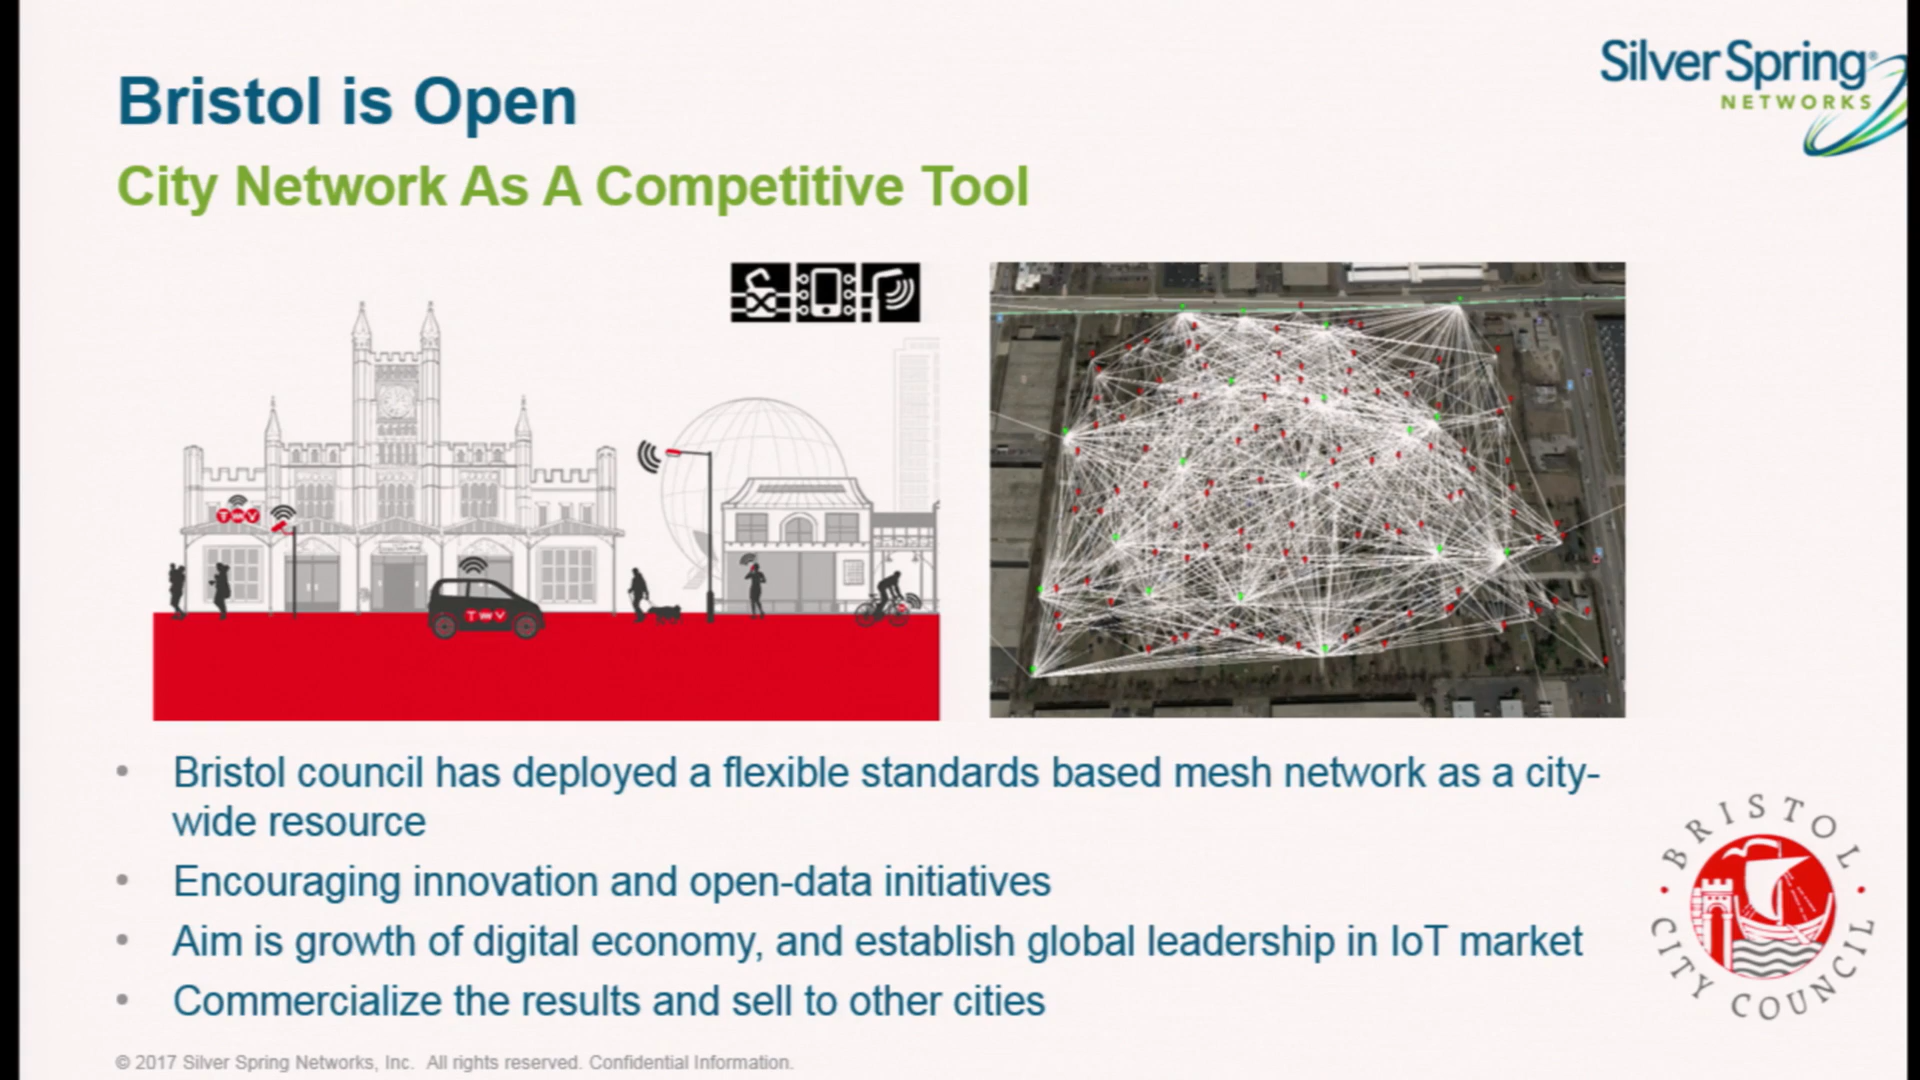 Silver Spring®
NETWORKS
Bristol is Open
City Network As A Competitive Tool
• Bristol council has deployed a flexible standards based mesh network as a city-
wide resource
• Encouraging innovation and open-data initiatives
• Aim is growth of digital economy, and establish global leadership in IoT market
• Commercialize the results and sell to other cities
BRISTOL
CITY COUNCIL
© 2017 Silver Spring Networks, Inc. All rights reserved. Confidential Information.